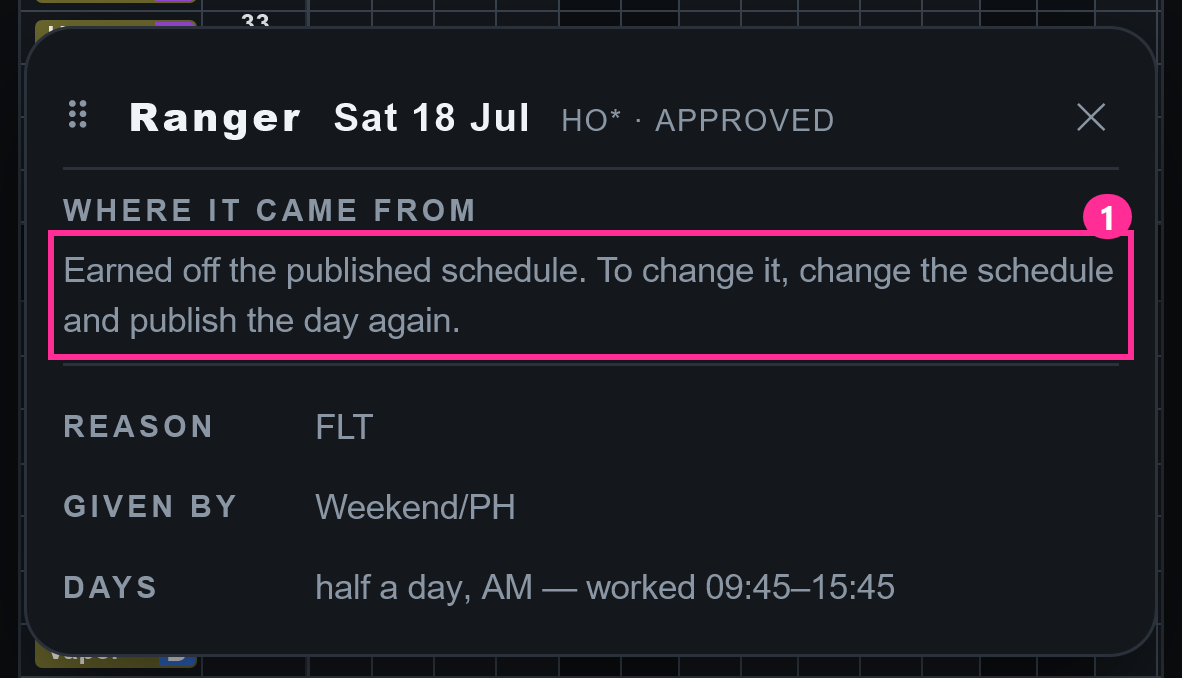 33
Ranger Sat 18 Jul HO* · APPROVED
WHERE IT CAME FROM
1
Earned off the published schedule. To change it, change the schedule
and publish the day again.
REASON FLT
GIVEN BY Weekend/PH
DAYS half a day, AM — worked 09:45–15:45